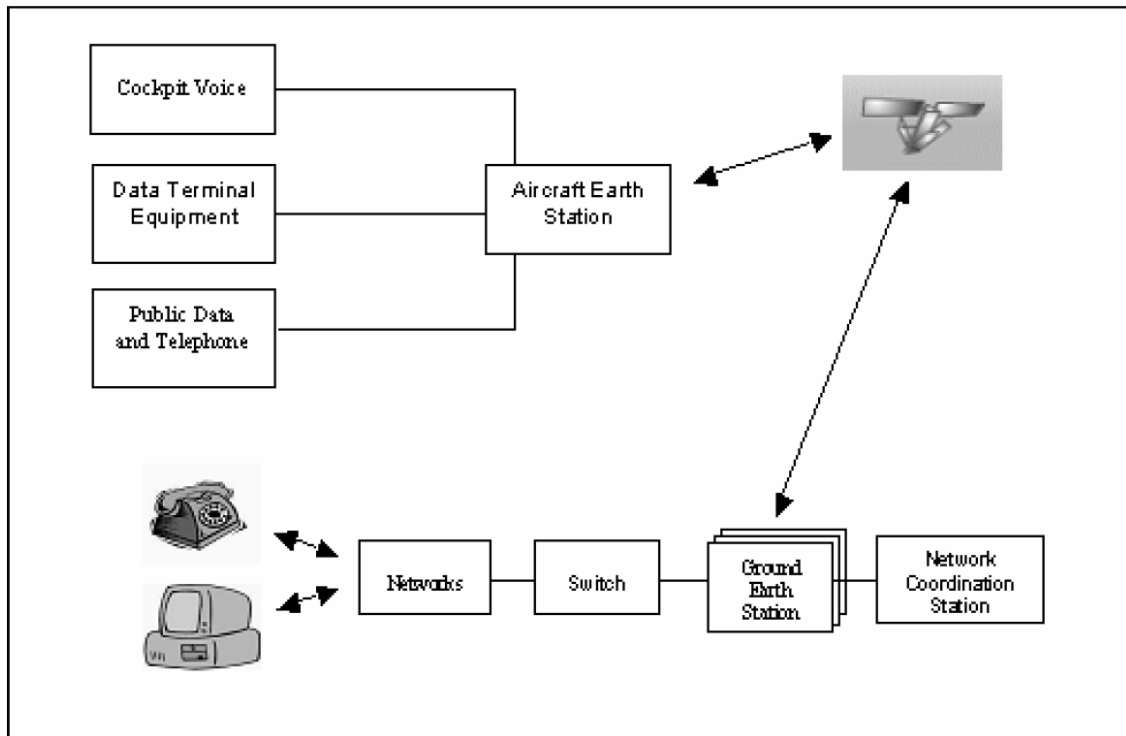 Cockpit Voice
Data Terminal
Equipment
Public Data
and Telephone
Aircraft Earth
Station
Networks
Switch
Ground
Earth
Station
Network
Coordination
Station